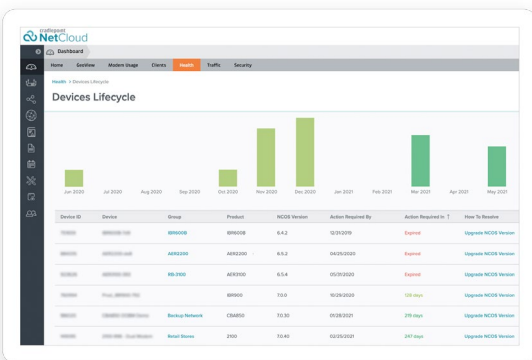 cradlepoint
NetCloud
Dashboard
Home GeoView Modem Usage Clients Health Traffic Security
Health > Devices Lifecycle
Devices Lifecycle
Jun 2020 Jul 2020 Aug 2020 Sep 2020 Oct 2020 Nov 2020 Dec 2020 Jan 2021 Feb 2021 Mar 2021 Apr 2021 May 2021
Device ID Device Group Product NCOS Version Action Required By Action Required In ↑ How To Resolve
IBR600B IBR600B 6.4.2 12/01/2019 Expired Upgrade NCOS Version
AER2200 AER2200 6.5.2 04/25/2020 Expired Upgrade NCOS Version
RB-3100 AER3100 6.5.4 05/31/2020 Expired Upgrade NCOS Version
IBR900 7.0.0 10/29/2020 128 days Upgrade NCOS Version
Backup Network CBA850 7.0.30 01/28/2021 219 days Upgrade NCOS Version
Retail Stores 2100 7.0.40 02/25/2021 247 days Upgrade NCOS Version